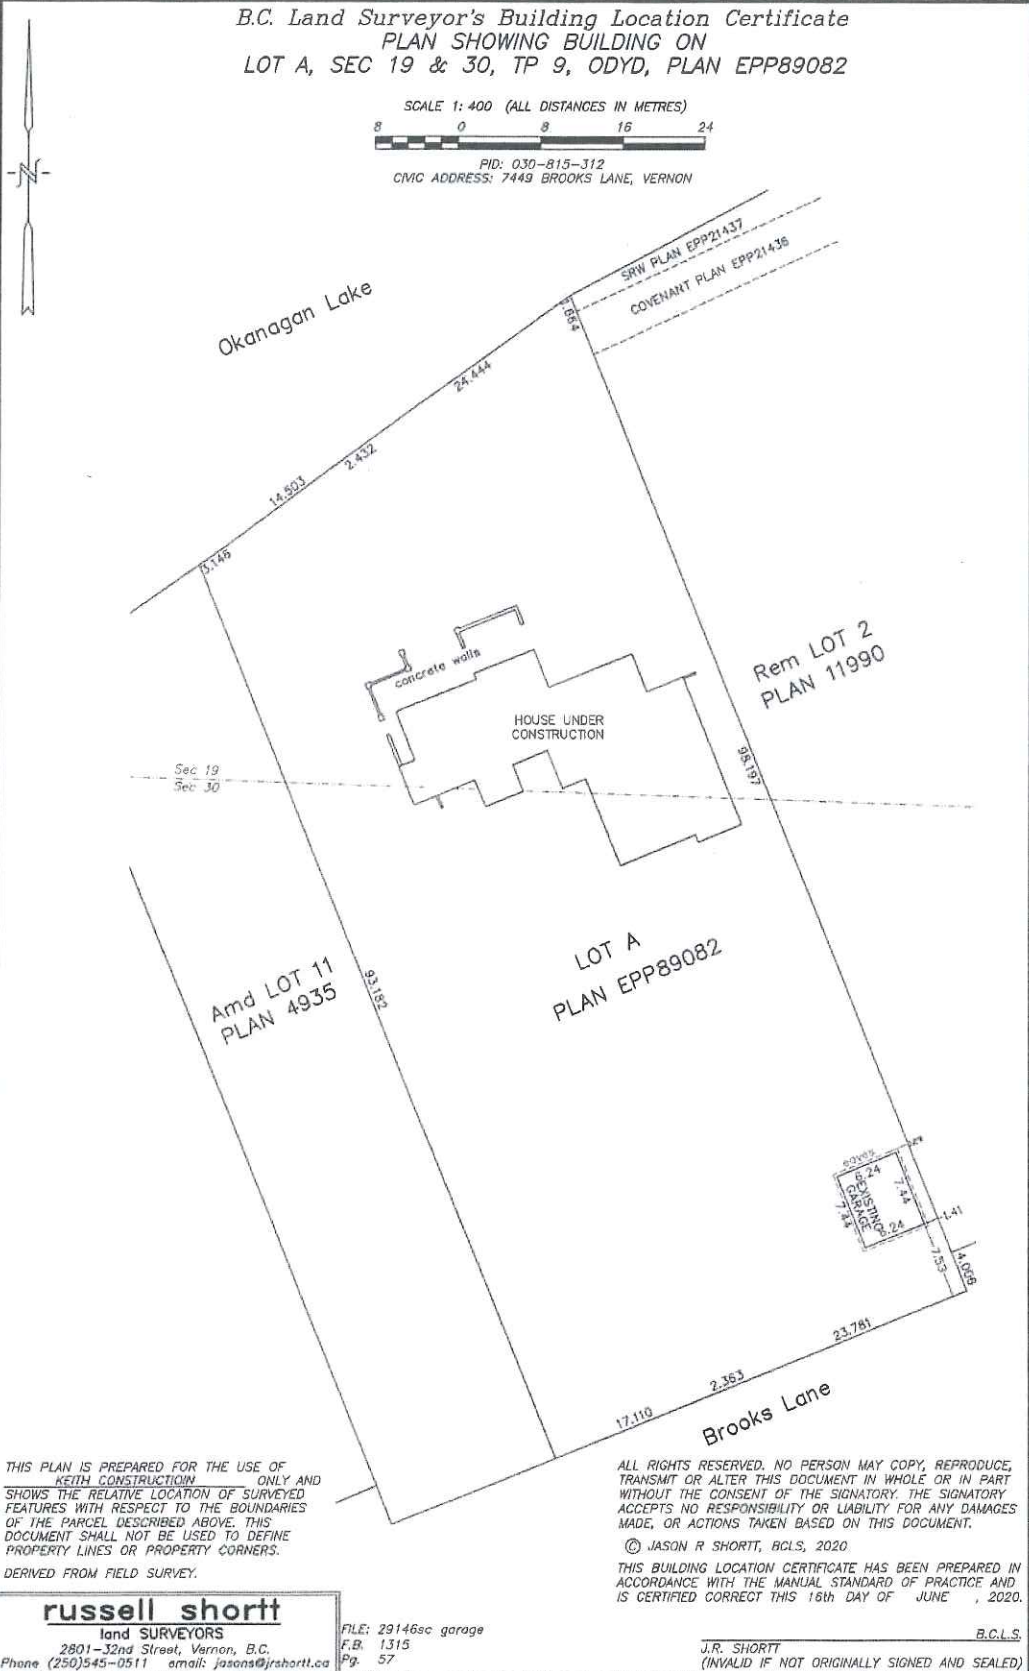 B.C. Land Surveyor's Building Location Certificate
PLAN SHOWING BUILDING ON
LOT A, SEC 19 & 30, TP 9, ODYD, PLAN EPP89082
SCALE 1: 400 (ALL DISTANCES IN METRES)
8 0 8 16 24
PID: 030-815-312
CIVIC ADDRESS: 7449 BROOKS LANE, VERNON
N
SRW PLAN EPP21437
COVENANT PLAN EPP21436
Okanagan Lake
7.664
24.444
2.432
14.503
3.146
Rem LOT 2
PLAN 11990
concrete walls
HOUSE UNDER
CONSTRUCTION
98.197
Sec 19
Sec 30
LOT A
PLAN EPP89082
Amd LOT 11
PLAN 4935
93.182
eaves
.24
7.44
7.44
EXISTING
GARAGE
.24
1.41
7.53
4.006
23.781
2.363
17.110
Brooks Lane
THIS PLAN IS PREPARED FOR THE USE OF
KEITH CONSTRUCTIOIN ONLY AND
SHOWS THE RELATIVE LOCATION OF SURVEYED
FEATURES WITH RESPECT TO THE BOUNDARIES
OF THE PARCEL DESCRIBED ABOVE. THIS
DOCUMENT SHALL NOT BE USED TO DEFINE
PROPERTY LINES OR PROPERTY CORNERS.
DERIVED FROM FIELD SURVEY.
ALL RIGHTS RESERVED. NO PERSON MAY COPY, REPRODUCE,
TRANSMIT OR ALTER THIS DOCUMENT IN WHOLE OR IN PART
WITHOUT THE CONSENT OF THE SIGNATORY. THE SIGNATORY
ACCEPTS NO RESPONSIBILITY OR LIABILITY FOR ANY DAMAGES
MADE, OR ACTIONS TAKEN BASED ON THIS DOCUMENT.
© JASON R SHORTT, BCLS, 2020
THIS BUILDING LOCATION CERTIFICATE HAS BEEN PREPARED IN
ACCORDANCE WITH THE MANUAL STANDARD OF PRACTICE AND
IS CERTIFIED CORRECT THIS 16th DAY OF JUNE , 2020.
russell shortt
land SURVEYORS
2801-32nd Street, Vernon, B.C.
Phone (250)545-0511 email: jasons@jrshortt.ca
FILE: 29146sc garage
F.B. 1315
Pg. 57
B.C.L.S.
J.R. SHORTT
(INVALID IF NOT ORIGINALLY SIGNED AND SEALED)